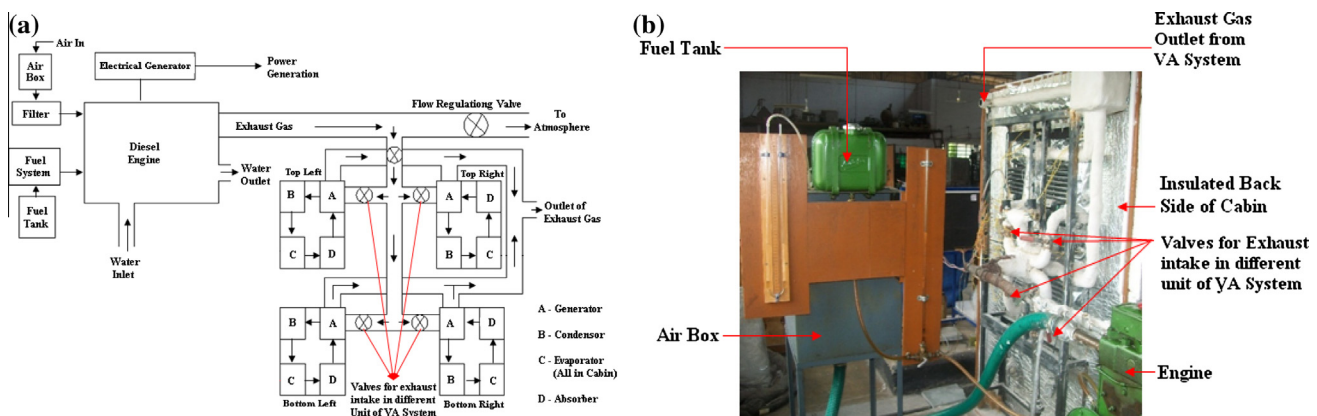 (a)
Air In
Air
Box
Filter
Fuel
System
Fuel
Tank
Electrical Generator
Power
Generation
Diesel
Engine
Water
Inlet
Water
Outlet
Exhaust Gas
Flow Regulationg Valve
To
Atmosphere
Top Left
B
A
C
D
Top Right
A
D
B
C
Outlet of
Exhaust Gas
B
A
C
D
Bottom Left
A
D
B
C
Bottom Right
Valves for exhaust
intake in different
Unit of VA System
A - Generator
B - Condensor
C - Evaporator
(All in Cabin)
D - Absorber
(b)
Fuel Tank
Exhaust Gas
Outlet from
VA System
Insulated Back
Side of Cabin
Valves for Exhaust
intake in different
unit of VA System
Air Box
Engine